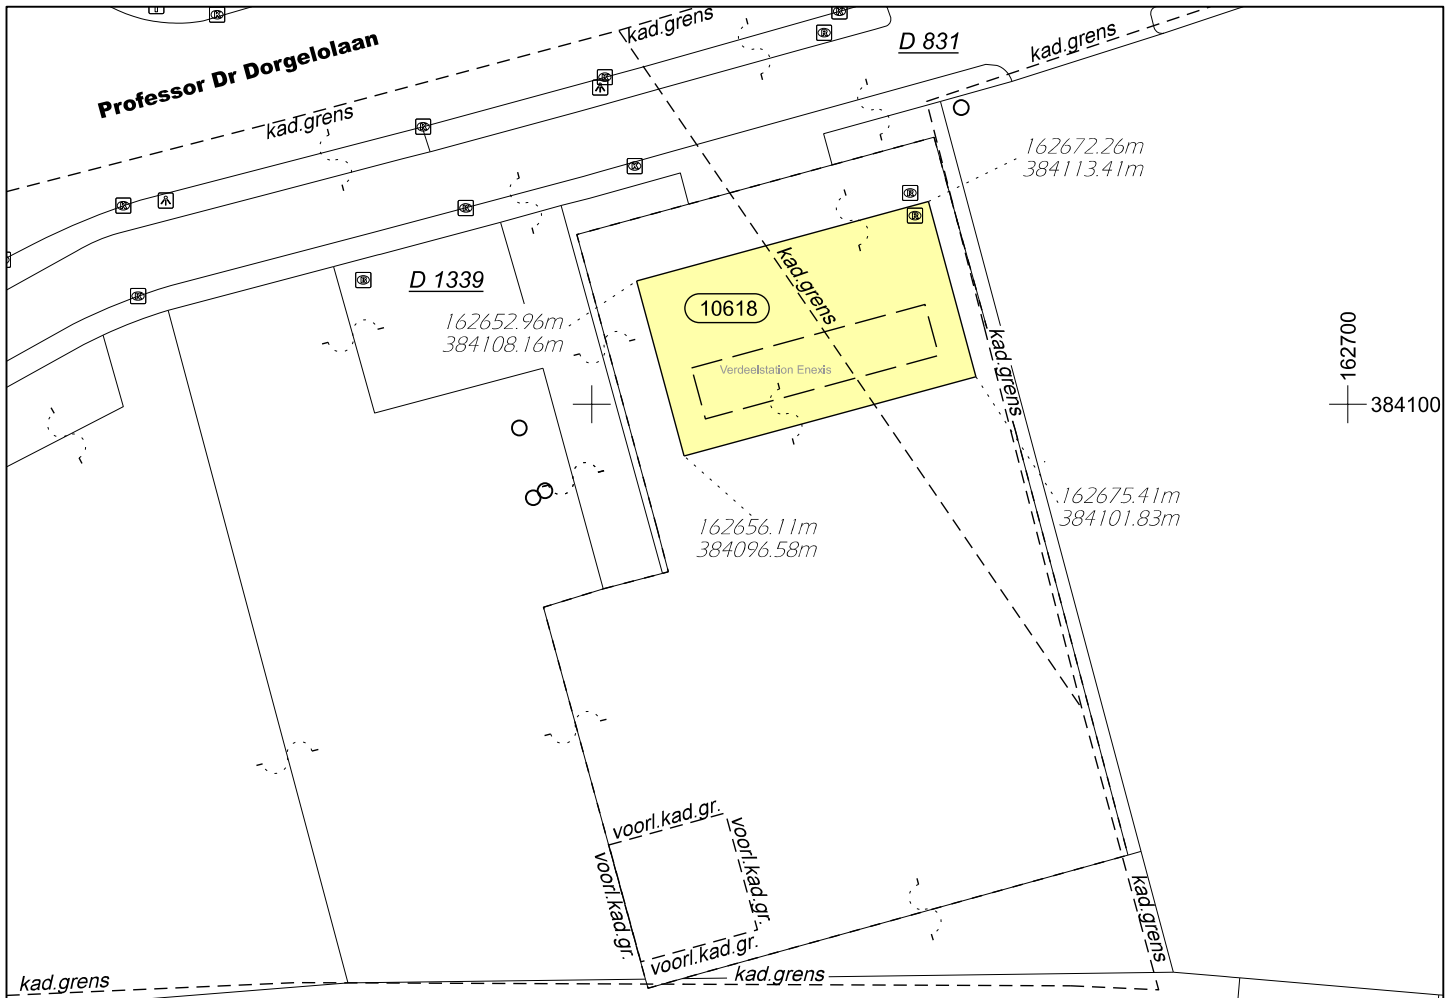 kad.grens
D 831
kad.grens
Professor Dr Dorgelolaan
kad.grens
162672.26m
384113.41m
D 1339
kad.grens
10618
162652.96m
384108.16m
162700
kad.grens
Verdeelstation Enexis
384100
162675.41m
384101.83m
162656.11m
384096.58m
voorl.kad.gr.
voorl.kad.gr.
voorl.kad.gr.
kad.grens
voorl.kad.gr.
kad.grens
kad.grens